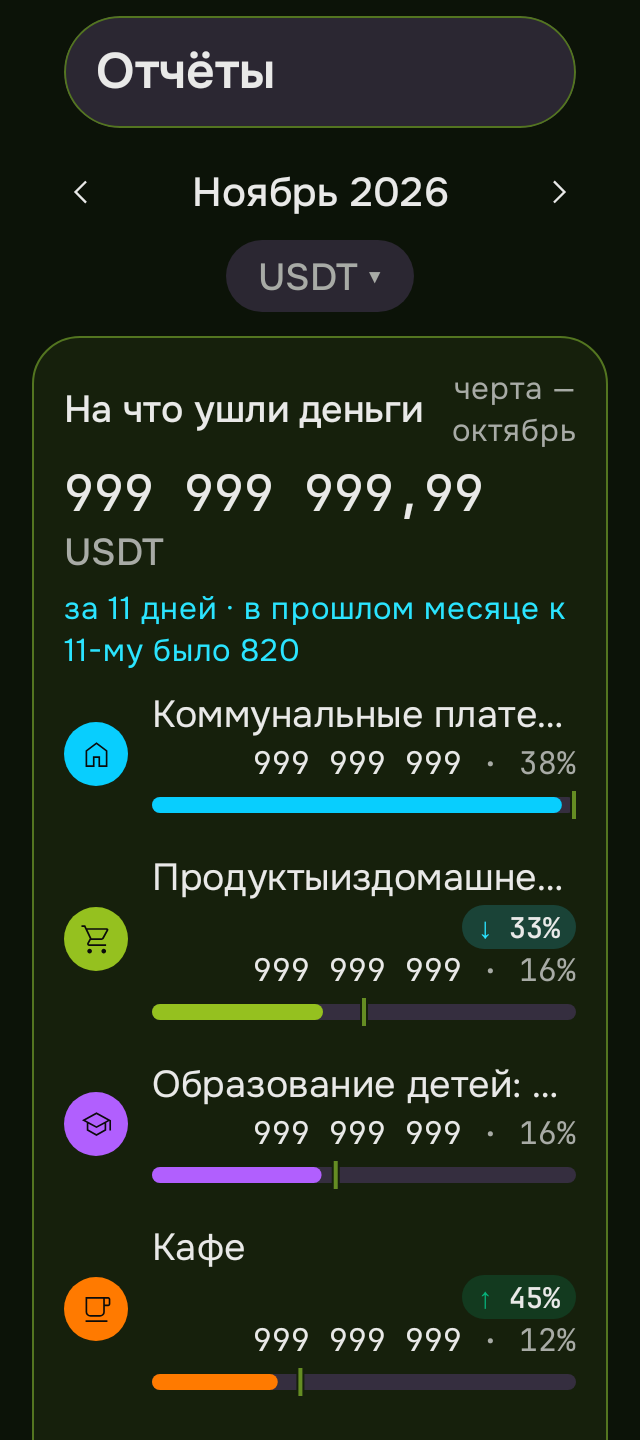 Отчёты
Ноябрь 2026
USDT ▾
На что ушли деньги
черта —
октябрь
999 999 999,99
USDT
за 11 дней · в прошлом месяце к
11-му было 820
Коммунальные плате...
999 999 999 · 38%
Продуктыиздомашне...
↓ 33%
999 999 999 · 16%
Образование детей: ...
999 999 999 · 16%
Кафе
↑ 45%
999 999 999 · 12%